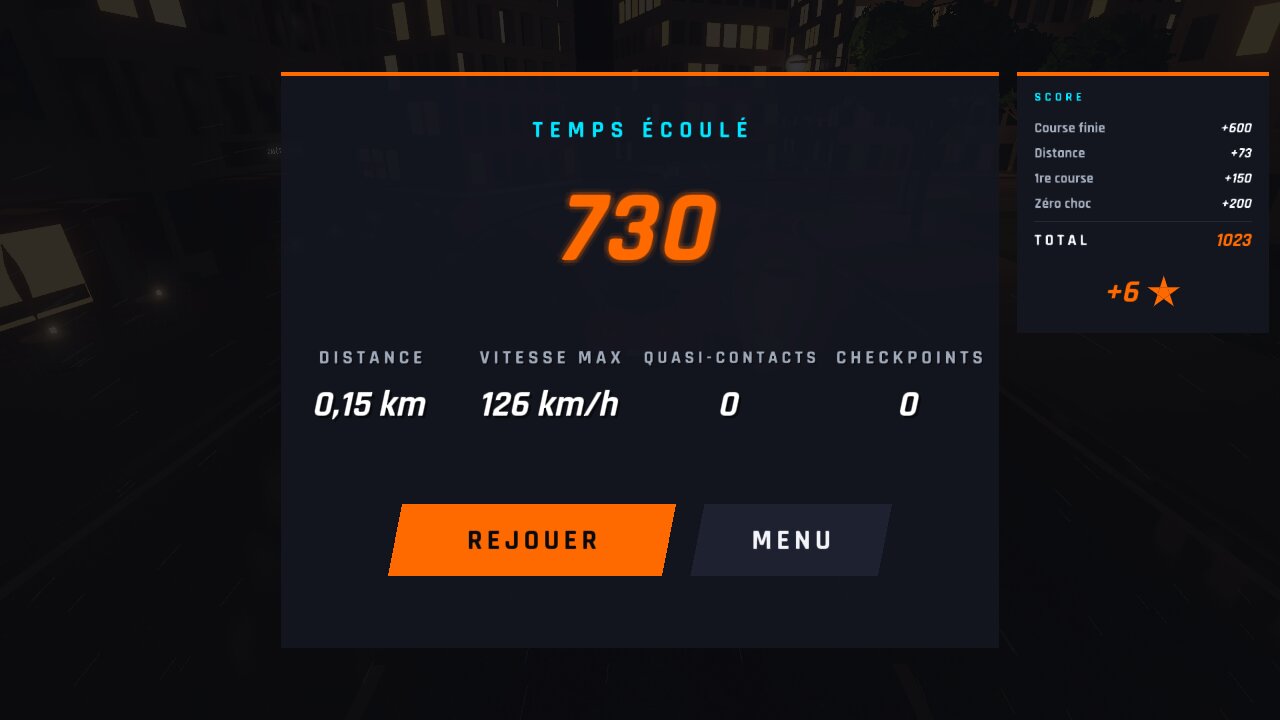 TEMPS ÉCOULÉ
730
DISTANCE VITESSE MAX QUASI-CONTACTS CHECKPOINTS
0,15 km 126 km/h 0 0
REJOUER MENU
SCORE
Course finie +600
Distance +73
1re course +150
Zéro choc +200
TOTAL 1023
+6 ★